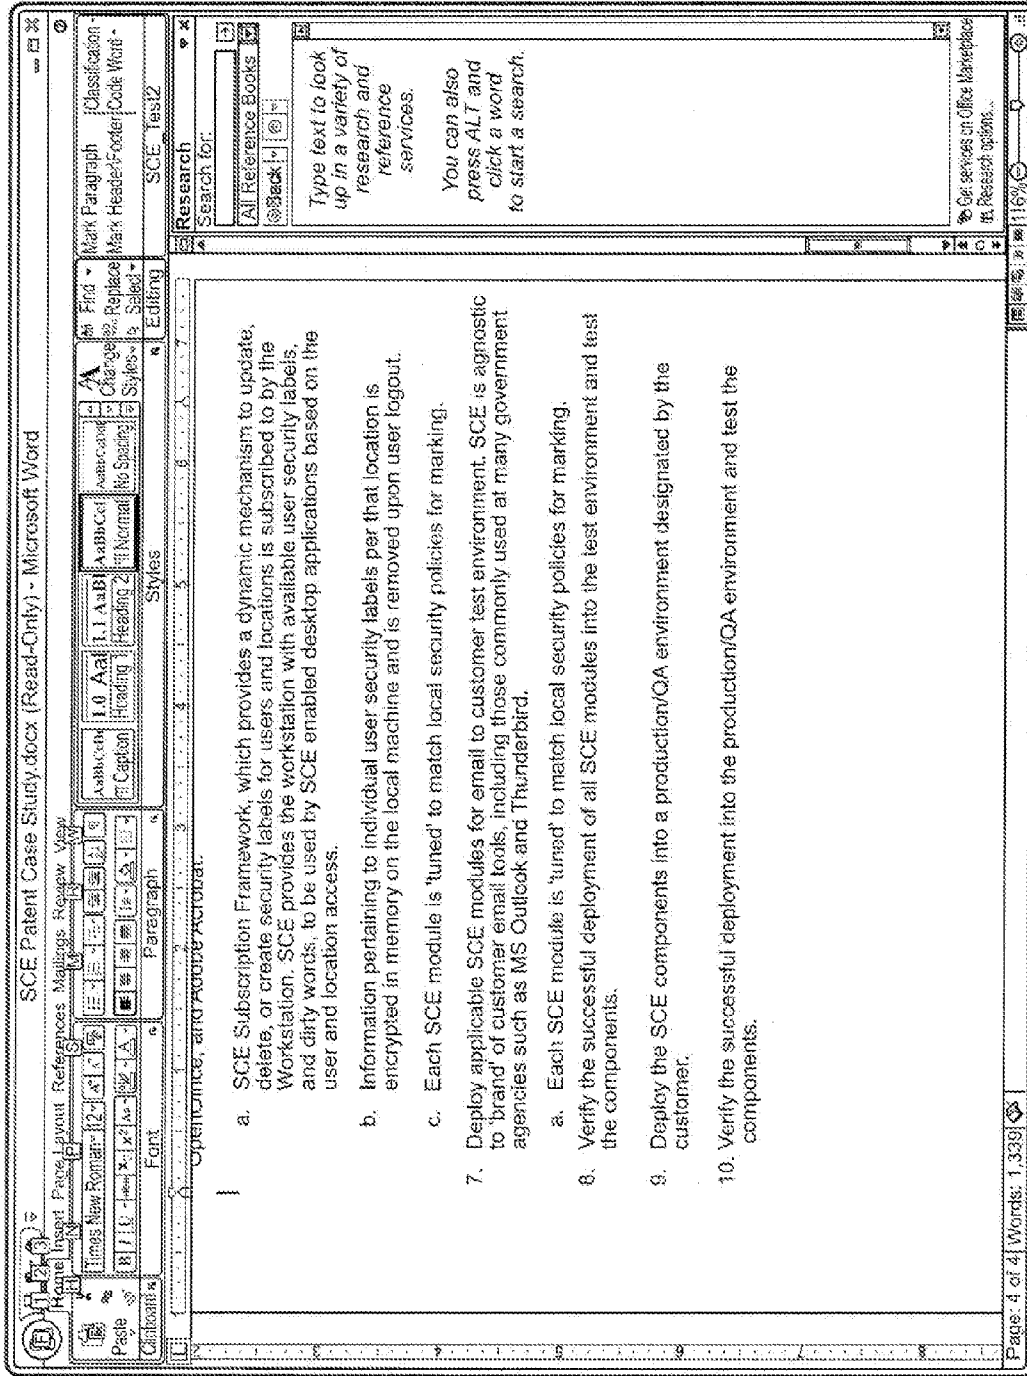 SCE Patent Case Study.docx (Read-Only) - Microsoft Word
Home Insert Page Layout References Mailings Review View
Paste
Clipboard
Times New Roman 12
Font
Paragraph
AaBbCcDc 1.0 AaI 1.1 AaBl AaBbCcI
¶ Caption Heading 1 Heading 2 ¶ Normal No Spacing
Change Styles
Styles
Find
Replace
Select
Editing
Mark Paragraph Classification
Mark Header/Footer Code Word
SCE_Test2
OpenOffice, and Adobe Acrobat.
a. SCE Subscription Framework, which provides a dynamic mechanism to update,
delete, or create security labels for users and locations is subscribed to by the
Workstation. SCE provides the workstation with available user security labels,
and dirty words, to be used by SCE enabled desktop applications based on the
user and location access.
b. Information pertaining to individual user security labels per that location is
encrypted in memory on the local machine and is removed upon user logout.
c. Each SCE module is 'tuned' to match local security policies for marking.
7. Deploy applicable SCE modules for email to customer test environment. SCE is agnostic
to 'brand' of customer email tools, including those commonly used at many government
agencies such as MS Outlook and Thunderbird.
a. Each SCE module is 'tuned' to match local security policies for marking.
8. Verify the successful deployment of all SCE modules into the test environment and test
the components.
9. Deploy the SCE components into a production/QA environment designated by the
customer.
10. Verify the successful deployment into the production/QA environment and test the
components.
Research
Search for:
All Reference Books
Back
Type text to look
up in a variety of
research and
reference
services.
You can also
press ALT and
click a word
to start a search.
Get services on Office Marketplace
Research options...
Page: 4 of 4 Words: 1,339
116%